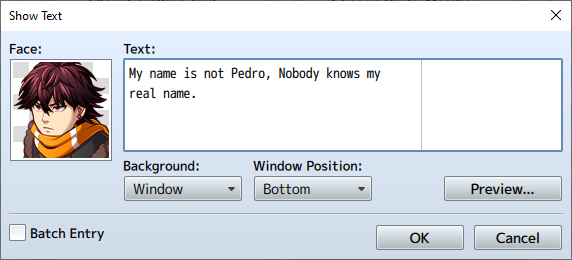 Show Text
Face:
Text:
My name is not Pedro, Nobody knows my
real name.
Background:
Window Position:
Window
Bottom
Preview...
Batch Entry
OK
Cancel